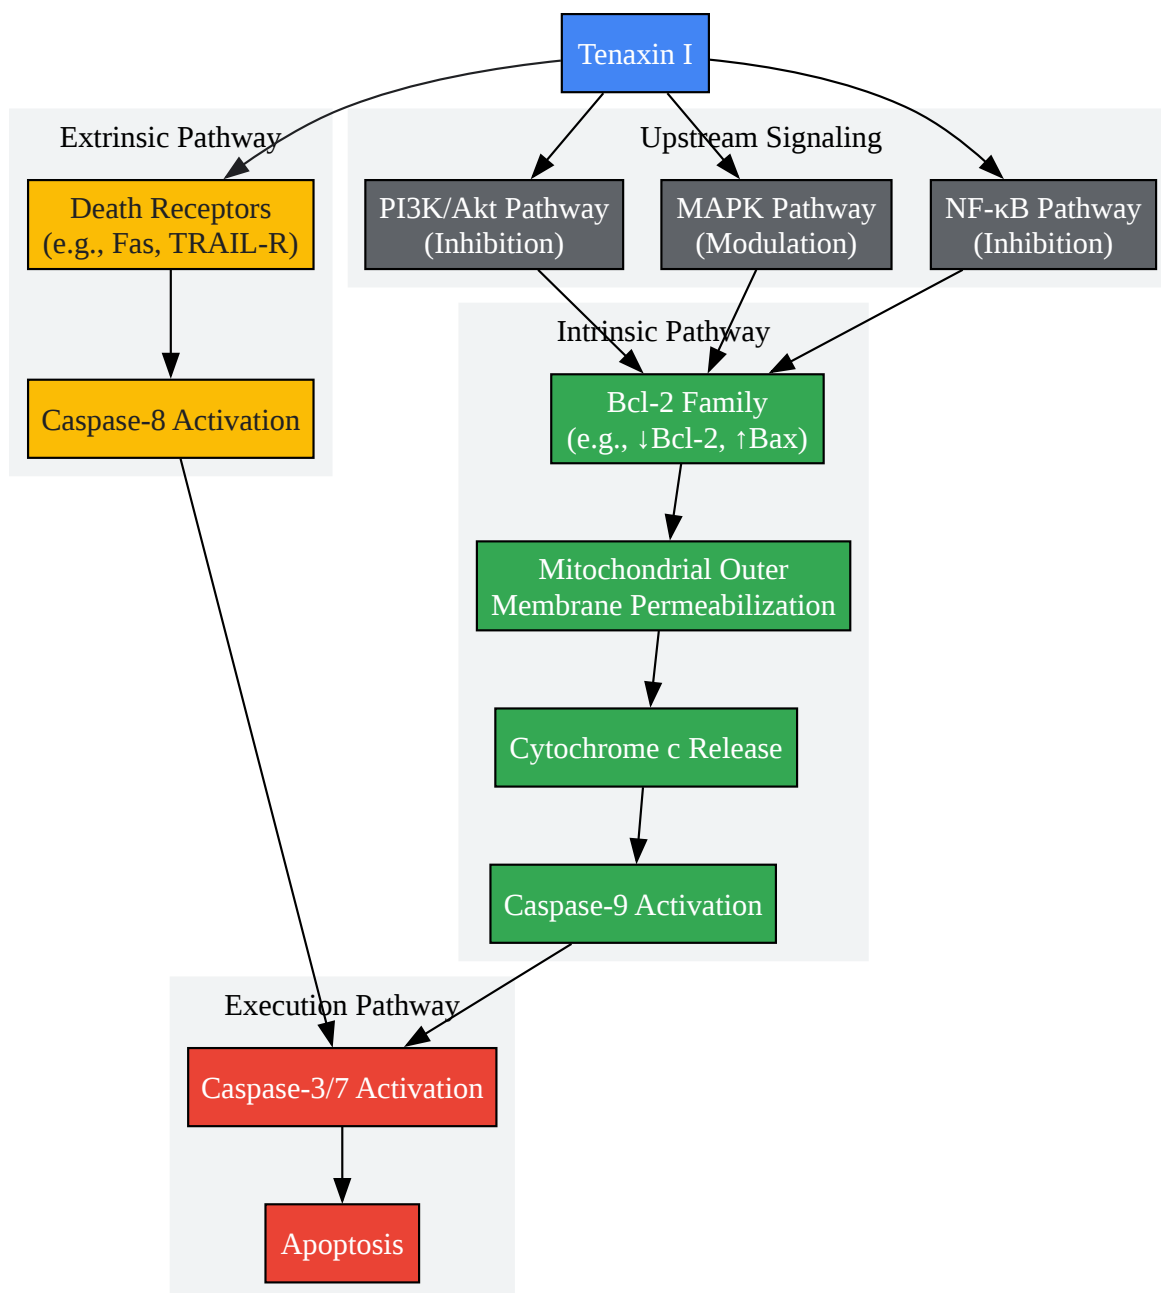 Tenaxin I
Extrinsic Pathway
Upstream Signaling
Death Receptors
(e.g., Fas, TRAIL-R)
PI3K/Akt Pathway
(Inhibition)
MAPK Pathway
(Modulation)
NF-κB Pathway
(Inhibition)
Intrinsic Pathway
Caspase-8 Activation
Bcl-2 Family
(e.g., ↓Bcl-2, ↑Bax)
Mitochondrial Outer
Membrane Permeabilization
Cytochrome c Release
Caspase-9 Activation
Execution Pathway
Caspase-3/7 Activation
Apoptosis